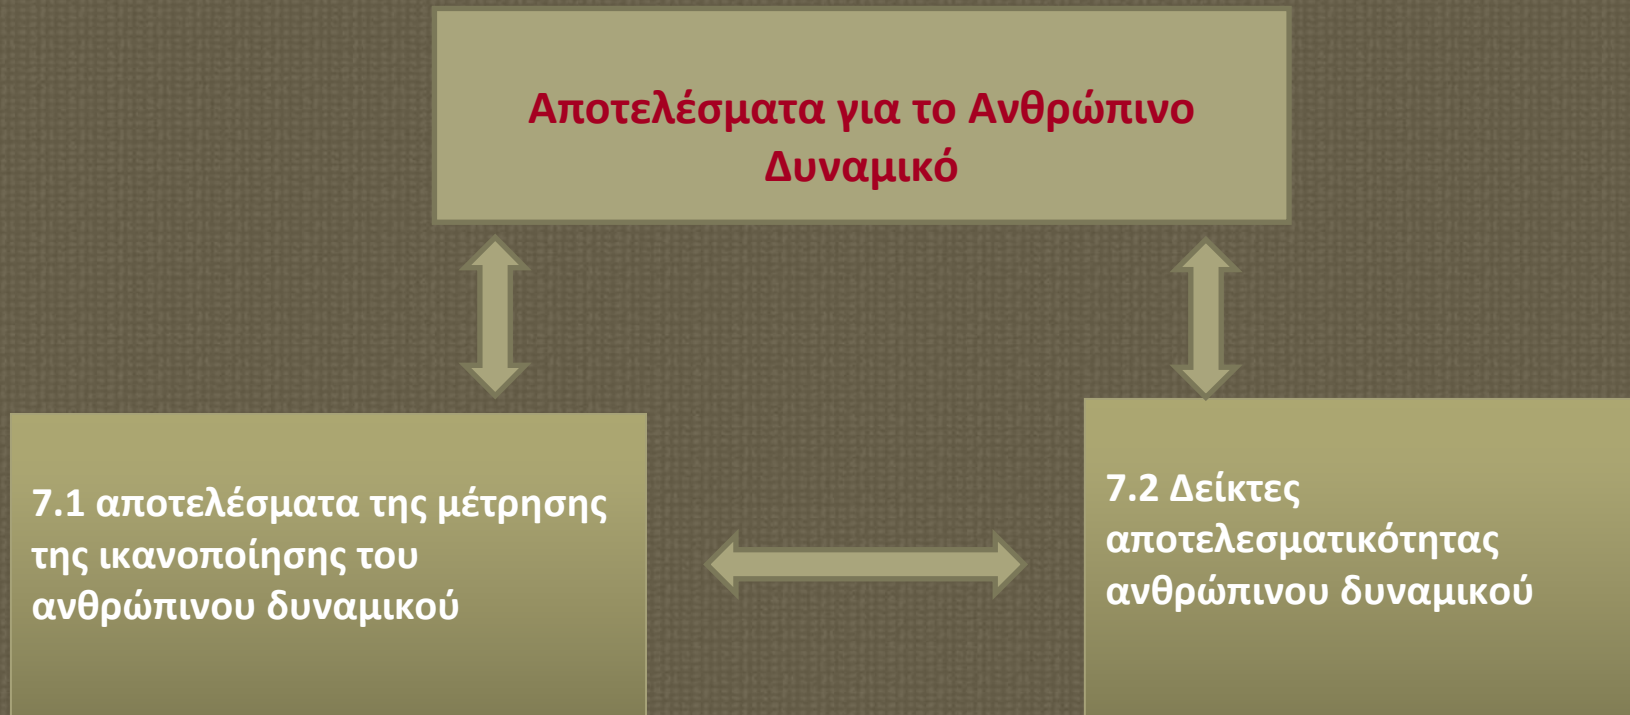 Αποτελέσματα για το Ανθρώπινο
Δυναμικό
7.1 αποτελέσματα της μέτρησης
της ικανοποίησης του
ανθρώπινου δυναμικού
7.2 Δείκτες
αποτελεσματικότητας
ανθρώπινου δυναμικού